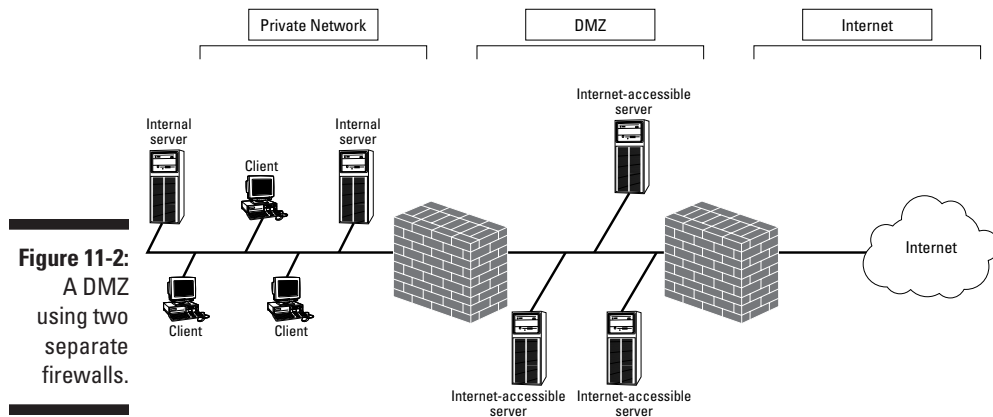 Private Network
DMZ
Internet
Internet-accessible
server
Internal
server
Client
Internal
server
Internet
Figure 11-2:
A DMZ
using two
separate
firewalls.
Client
Client
Internet-accessible
server
Internet-accessible
server